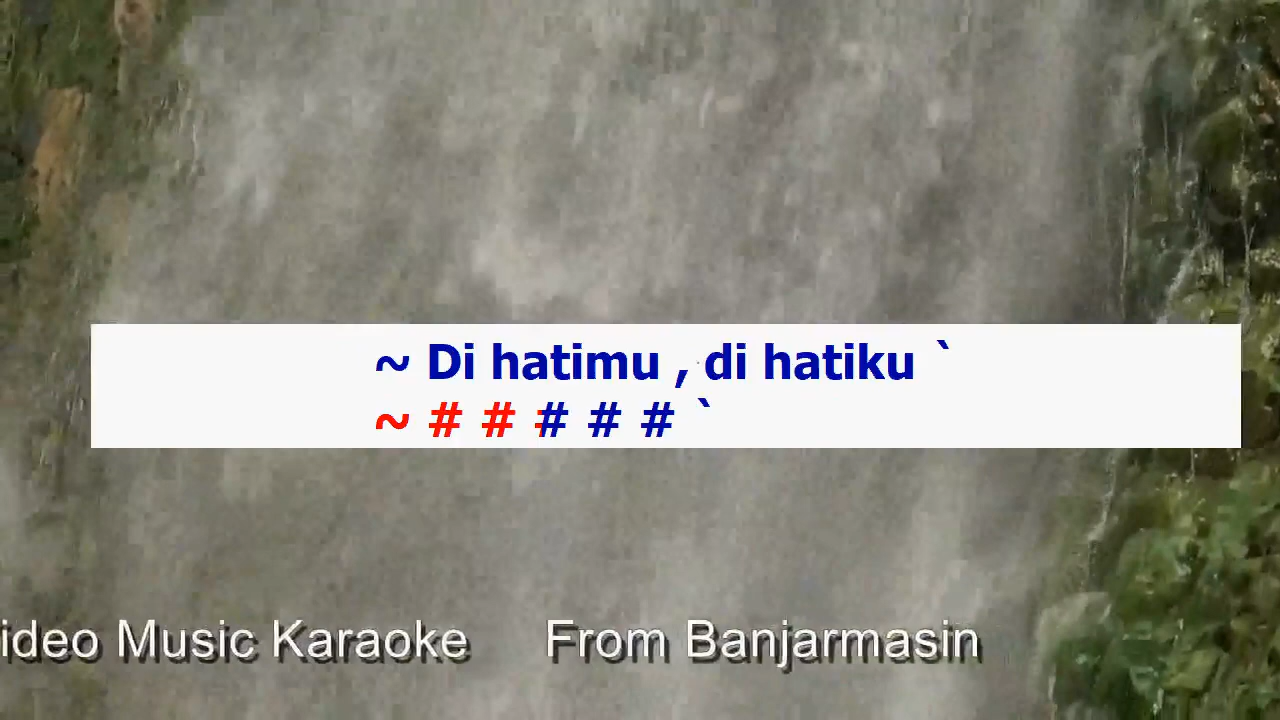 ~ Di hatimu , di hatiku `
~ # # # # # `
ideo Music Karaoke From Banjarmasin